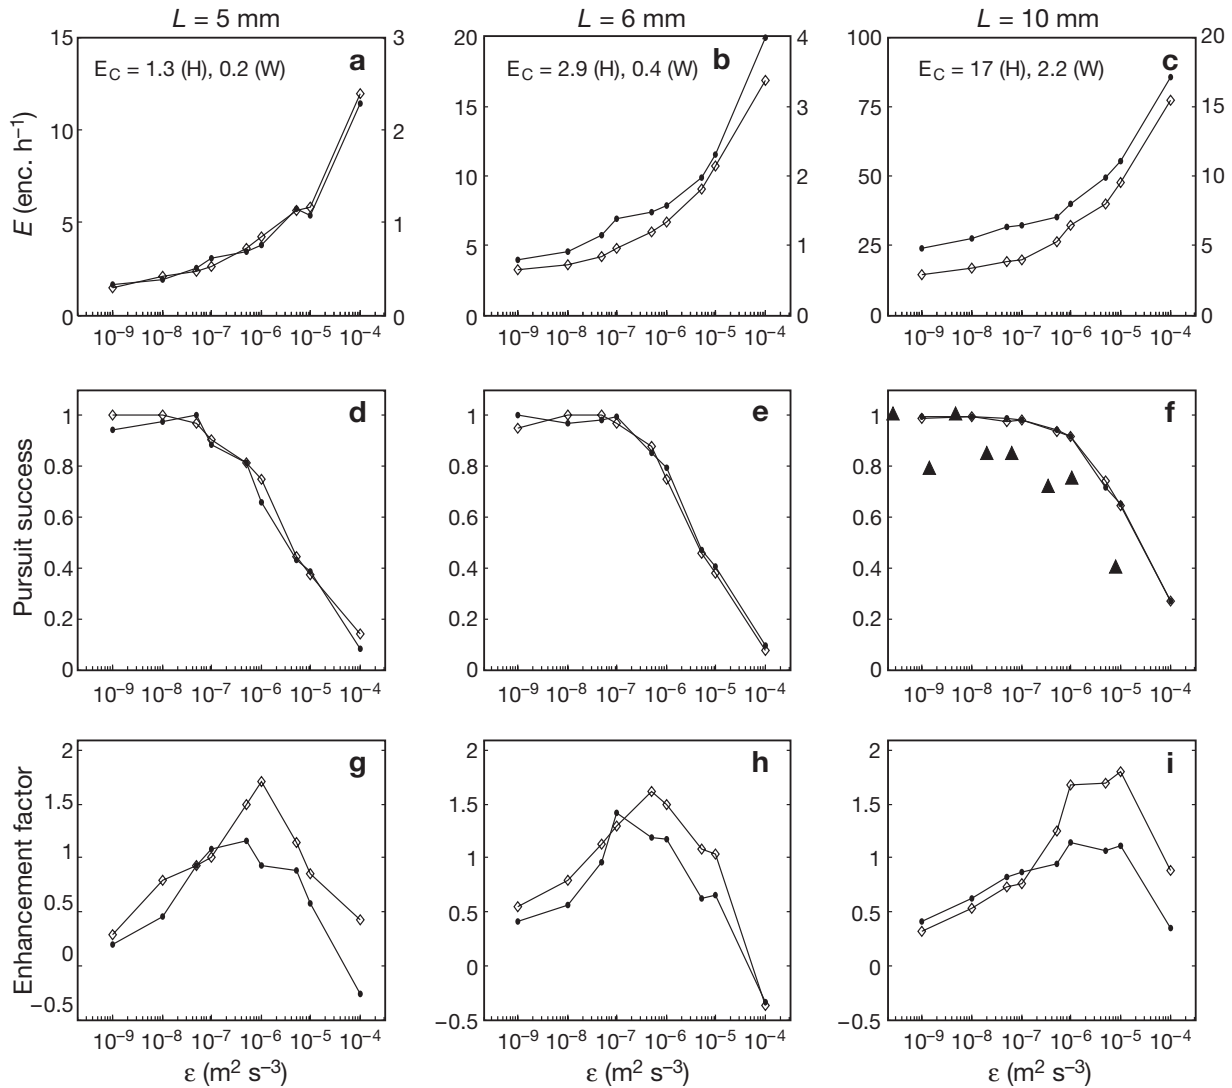 L = 5 mm
L = 6 mm
L = 10 mm
E (enc. h⁻¹)
15
10
5
0
E_C = 1.3 (H), 0.2 (W)
a
3
2
1
0
10⁻⁹ 10⁻⁸ 10⁻⁷ 10⁻⁶ 10⁻⁵ 10⁻⁴
20
15
10
5
0
E_C = 2.9 (H), 0.4 (W)
b
4
3
2
1
0
10⁻⁹ 10⁻⁸ 10⁻⁷ 10⁻⁶ 10⁻⁵ 10⁻⁴
100
75
50
25
0
E_C = 17 (H), 2.2 (W)
c
20
15
10
5
0
10⁻⁹ 10⁻⁸ 10⁻⁷ 10⁻⁶ 10⁻⁵ 10⁻⁴
Pursuit success
1
0.8
0.6
0.4
0.2
0
d
10⁻⁹ 10⁻⁸ 10⁻⁷ 10⁻⁶ 10⁻⁵ 10⁻⁴
1
0.8
0.6
0.4
0.2
0
e
10⁻⁹ 10⁻⁸ 10⁻⁷ 10⁻⁶ 10⁻⁵ 10⁻⁴
1
0.8
0.6
0.4
0.2
0
f
10⁻⁹ 10⁻⁸ 10⁻⁷ 10⁻⁶ 10⁻⁵ 10⁻⁴
Enhancement factor
2
1.5
1
0.5
0
−0.5
g
10⁻⁹ 10⁻⁸ 10⁻⁷ 10⁻⁶ 10⁻⁵ 10⁻⁴
ε (m² s⁻³)
2
1.5
1
0.5
0
−0.5
h
10⁻⁹ 10⁻⁸ 10⁻⁷ 10⁻⁶ 10⁻⁵ 10⁻⁴
ε (m² s⁻³)
2
1.5
1
0.5
0
−0.5
i
10⁻⁹ 10⁻⁸ 10⁻⁷ 10⁻⁶ 10⁻⁵ 10⁻⁴
ε (m² s⁻³)